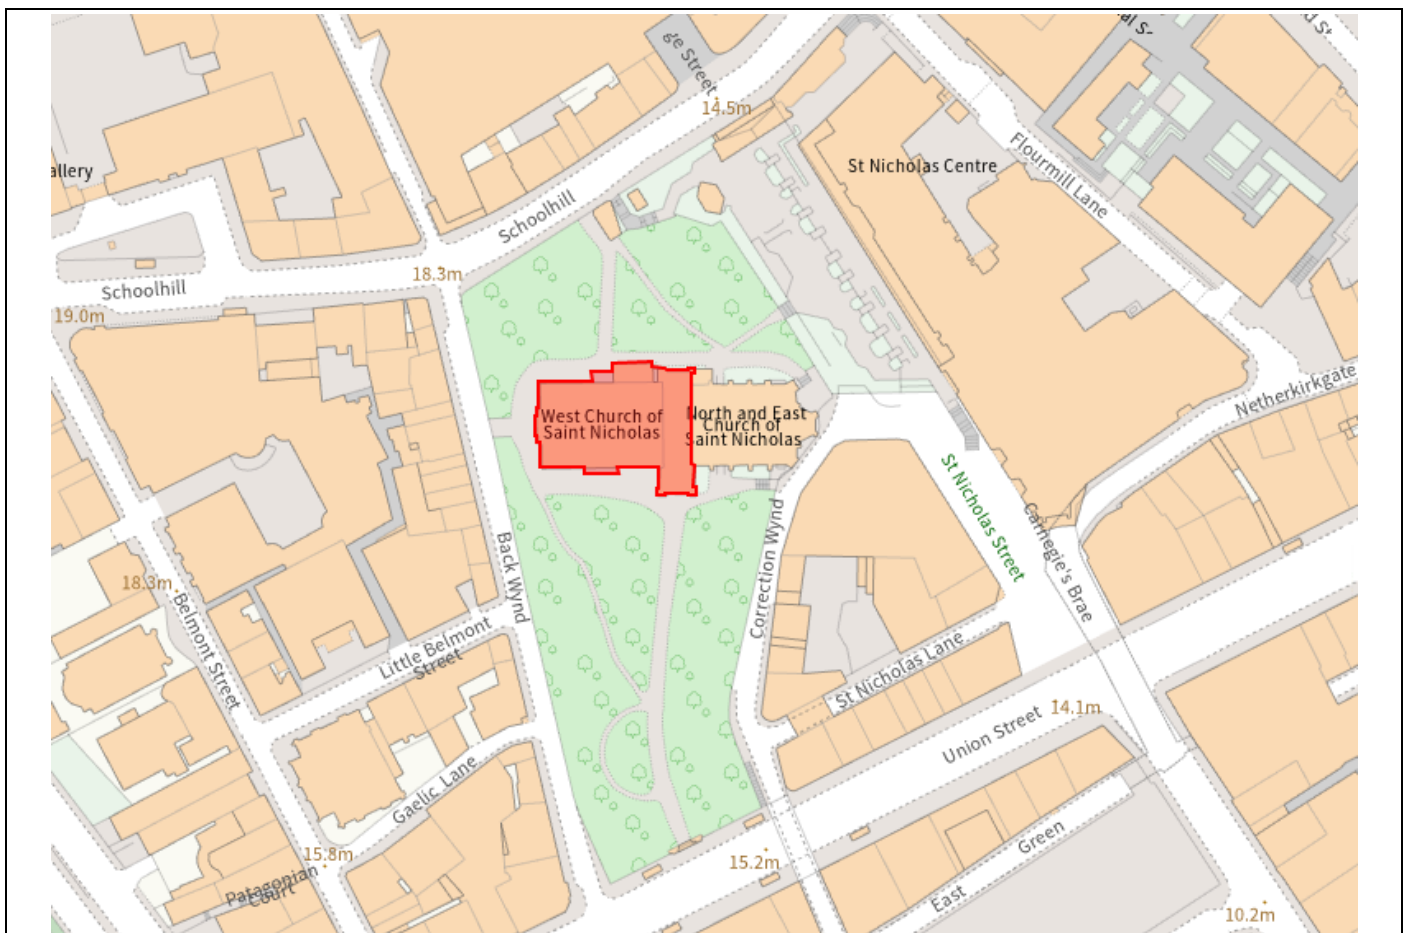 ge Street
14.5m
St Nicholas Centre
Flourmill Lane
allery
Schoolhill
18.3m
Schoolhill
19.0m
Netherkirkgate
West Church of
Saint Nicholas
North and East
Church of
Saint Nicholas
St Nicholas Street
Carnegie's Brae
Back Wynd
Correction Wynd
18.3m
Belmont Street
Little Belmont
Street
St Nicholas Lane
Union Street
14.1m
Gaelic Lane
15.8m
15.2m
Patagonian
Court
East Green
10.2m